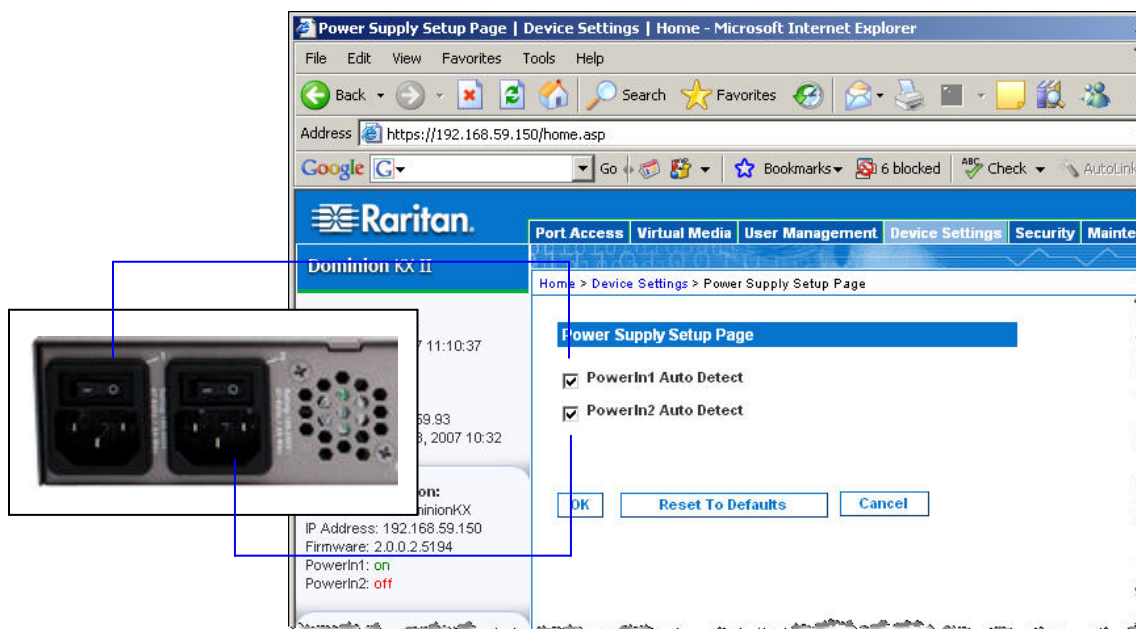 Power Supply Setup Page | Device Settings | Home - Microsoft Internet Explorer
File Edit View Favorites Tools Help
Back Search Favorites
Address https://192.168.59.150/home.asp
Google G Go Bookmarks 6 blocked ABC Check AutoLink
Raritan.
Port Access Virtual Media User Management Device Settings Security Mainte
Dominion KX II
Home > Device Settings > Power Supply Setup Page
Power Supply Setup Page
7 11:10:37
PowerIn1 Auto Detect
PowerIn2 Auto Detect
59.93
, 2007 10:32
on:
OK Reset To Defaults Cancel
minionKX
IP Address: 192.168.59.150
Firmware: 2.0.0.2.5194
PowerIn1: on
PowerIn2: off